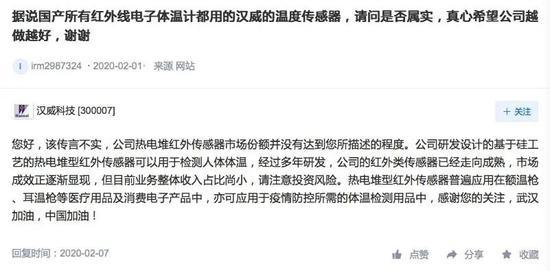 据说国产所有红外线电子体温计都用的汉威的温度传感器，请问是否属实，真心希望公司越
做越好，谢谢
I irm2987324 · 2020-02-01 · 来源 网站
Hanwei 汉威科技 [300007]
+ 关注
您好，该传言不实，公司热电堆红外传感器市场份额并没有达到您所描述的程度。公司研发设计的基于硅工
艺的热电堆型红外传感器可以用于检测人体体温，经过多年研发，公司的红外类传感器已经走向成熟，市场
成效正逐渐显现，但目前业务整体收入占比尚小，请注意投资风险。热电堆型红外传感器普遍应用在额温枪、
耳温枪等医疗用品及消费电子产品中，亦可应用于疫情防控所需的体温检测用品中，感谢您的关注，武汉
加油，中国加油！
回复时间：2020-02-07
点赞 分享 收藏